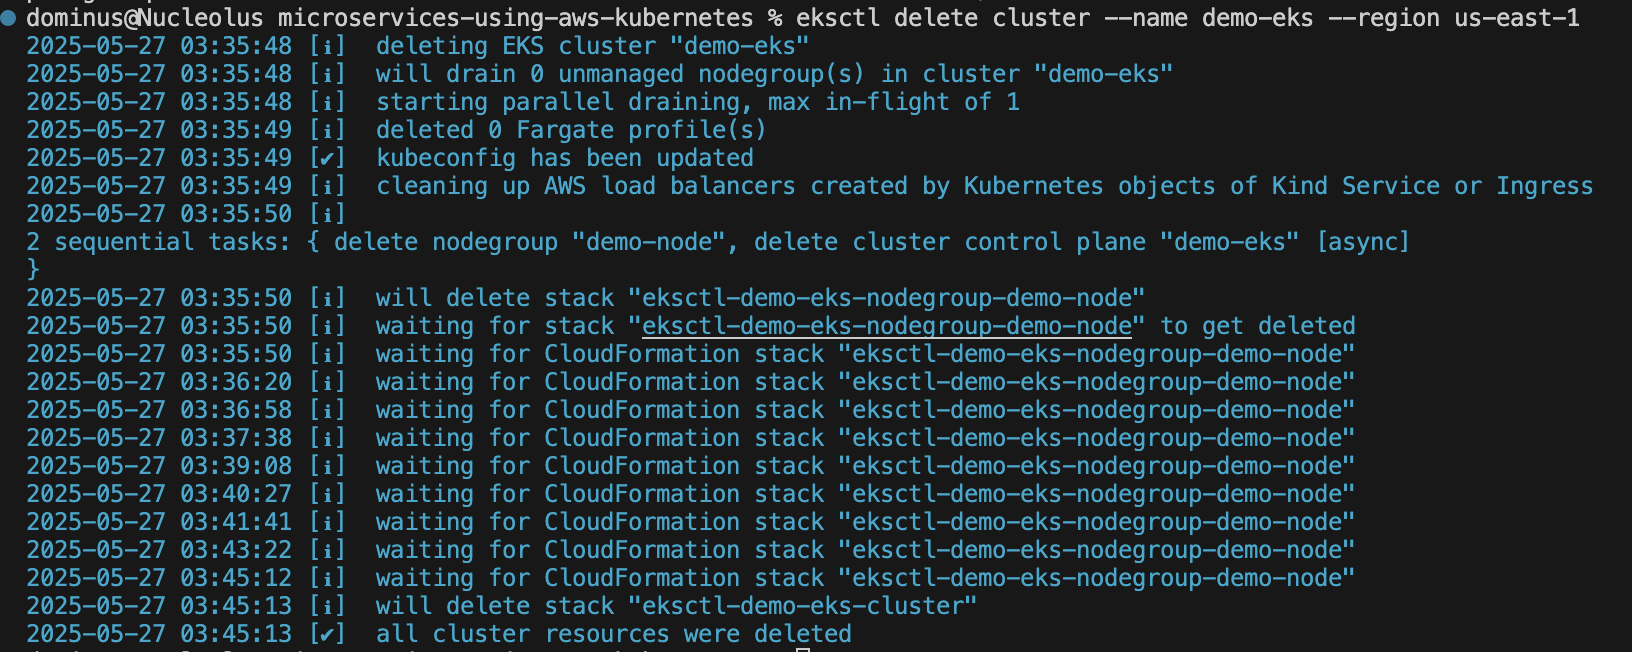 dominus@Nucleolus microservices-using-aws-kubernetes % eksctl delete cluster --name demo-eks --region us-east-1
2025-05-27 03:35:48 [ℹ]  deleting EKS cluster "demo-eks"
2025-05-27 03:35:48 [ℹ]  will drain 0 unmanaged nodegroup(s) in cluster "demo-eks"
2025-05-27 03:35:48 [ℹ]  starting parallel draining, max in-flight of 1
2025-05-27 03:35:49 [ℹ]  deleted 0 Fargate profile(s)
2025-05-27 03:35:49 [✔]  kubeconfig has been updated
2025-05-27 03:35:49 [ℹ]  cleaning up AWS load balancers created by Kubernetes objects of Kind Service or Ingress
2025-05-27 03:35:50 [ℹ]
2 sequential tasks: { delete nodegroup "demo-node", delete cluster control plane "demo-eks" [async]
}
2025-05-27 03:35:50 [ℹ]  will delete stack "eksctl-demo-eks-nodegroup-demo-node"
2025-05-27 03:35:50 [ℹ]  waiting for stack "eksctl-demo-eks-nodegroup-demo-node" to get deleted
2025-05-27 03:35:50 [ℹ]  waiting for CloudFormation stack "eksctl-demo-eks-nodegroup-demo-node"
2025-05-27 03:36:20 [ℹ]  waiting for CloudFormation stack "eksctl-demo-eks-nodegroup-demo-node"
2025-05-27 03:36:58 [ℹ]  waiting for CloudFormation stack "eksctl-demo-eks-nodegroup-demo-node"
2025-05-27 03:37:38 [ℹ]  waiting for CloudFormation stack "eksctl-demo-eks-nodegroup-demo-node"
2025-05-27 03:39:08 [ℹ]  waiting for CloudFormation stack "eksctl-demo-eks-nodegroup-demo-node"
2025-05-27 03:40:27 [ℹ]  waiting for CloudFormation stack "eksctl-demo-eks-nodegroup-demo-node"
2025-05-27 03:41:41 [ℹ]  waiting for CloudFormation stack "eksctl-demo-eks-nodegroup-demo-node"
2025-05-27 03:43:22 [ℹ]  waiting for CloudFormation stack "eksctl-demo-eks-nodegroup-demo-node"
2025-05-27 03:45:12 [ℹ]  waiting for CloudFormation stack "eksctl-demo-eks-nodegroup-demo-node"
2025-05-27 03:45:13 [ℹ]  will delete stack "eksctl-demo-eks-cluster"
2025-05-27 03:45:13 [✔]  all cluster resources were deleted